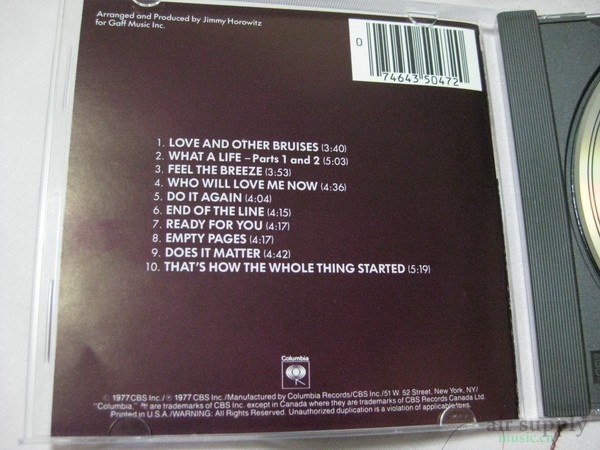 Arranged and Produced by Jimmy Horowitz
for Gaff Music Inc.
0
74643 50472
1. LOVE AND OTHER BRUISES (3:40)
2. WHAT A LIFE – Parts 1 and 2 (5:03)
3. FEEL THE BREEZE (3:53)
4. WHO WILL LOVE ME NOW (4:36)
5. DO IT AGAIN (4:04)
6. END OF THE LINE (4:15)
7. READY FOR YOU (4:17)
8. EMPTY PAGES (4:17)
9. DOES IT MATTER (4:42)
10. THAT'S HOW THE WHOLE THING STARTED (5:19)
Columbia
© 1977 CBS Inc./℗ 1977 CBS Inc./Manufactured by Columbia Records/CBS Inc./51 W. 52 Street, New York, NY/
"Columbia," are trademarks of CBS Inc. except in Canada where they are trademarks of CBS Records Canada Ltd.
Printed in U.S.A./WARNING: All Rights Reserved. Unauthorized duplication is a violation of applicable laws.
air supply
music.cn